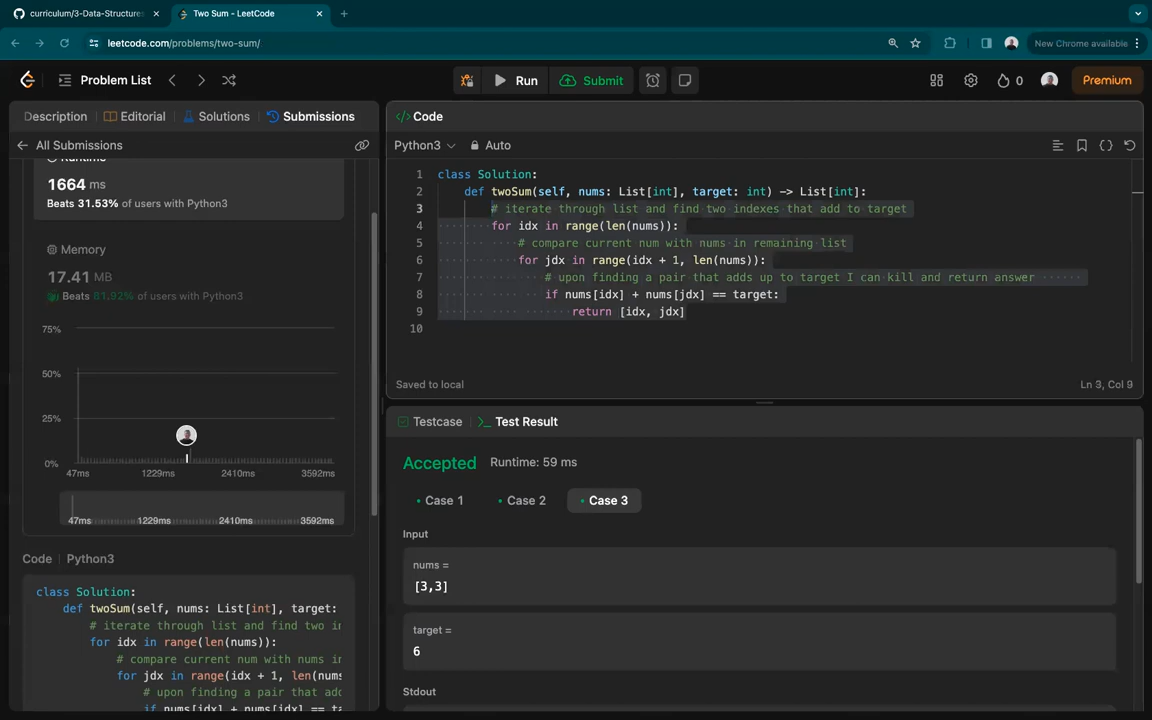 curriculum/3-Data-Structures
Two Sum - LeetCode
leetcode.com/problems/two-sum/
New Chrome available
Problem List
Run
Submit
0
Premium
Description
Editorial
Solutions
Submissions
All Submissions
Runtime
1664 ms
Beats 31.53% of users with Python3
Memory
17.41 MB
Beats 81.92% of users with Python3
75%
50%
25%
0%
47ms 1229ms 2410ms 3592ms
47ms 1229ms 2410ms 3592ms
Code | Python3
class Solution:
def twoSum(self, nums: List[int], target:
# iterate through list and find two in
for idx in range(len(nums)):
# compare current num with nums in
for jdx in range(idx + 1, len(nums
# upon finding a pair that add
if nums[idx] + nums[jdx] == ta
</> Code
Python3
Auto
1 class Solution:
2 def twoSum(self, nums: List[int], target: int) -> List[int]:
3 # iterate through list and find two indexes that add to target
4 for idx in range(len(nums)):
5 # compare current num with nums in remaining list
6 for jdx in range(idx + 1, len(nums)):
7 # upon finding a pair that adds up to target I can kill and return answer
8 if nums[idx] + nums[jdx] == target:
9 return [idx, jdx]
10
Saved to local
Ln 3, Col 9
Testcase
>_ Test Result
Accepted Runtime: 59 ms
• Case 1 • Case 2 • Case 3
Input
nums =
[3,3]
target =
6
Stdout